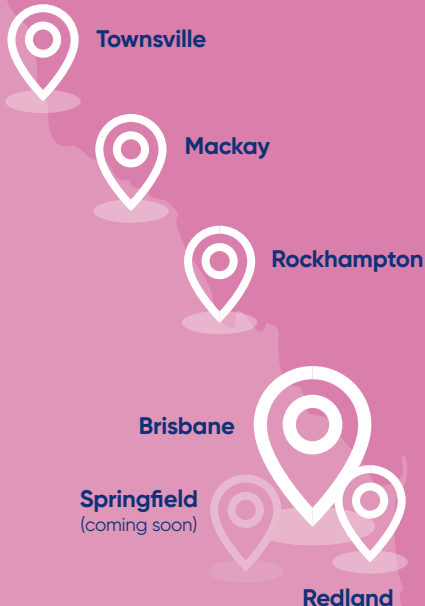 Townsville
Mackay
Rockhampton
Brisbane
Springfield
(coming soon)
Redland